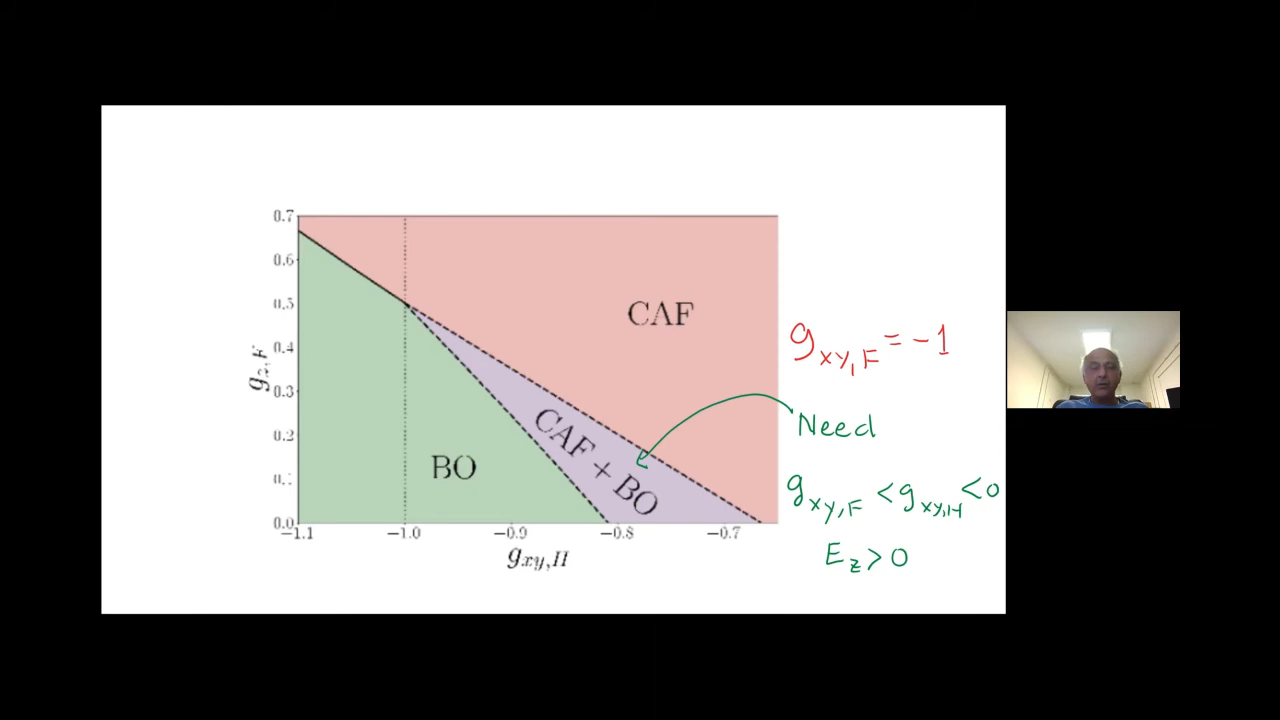 0.7
0.6
0.5
0.4
0.3
0.2
0.0
g_{z,F}
CAF
CAF + BO
BO
−1.1 −1.0 −0.9 −0.8 −0.7
g_{xy,H}
g_{xy,F} = -1
Need
g_{xy,F} < g_{xy,H} < 0
E_z > 0